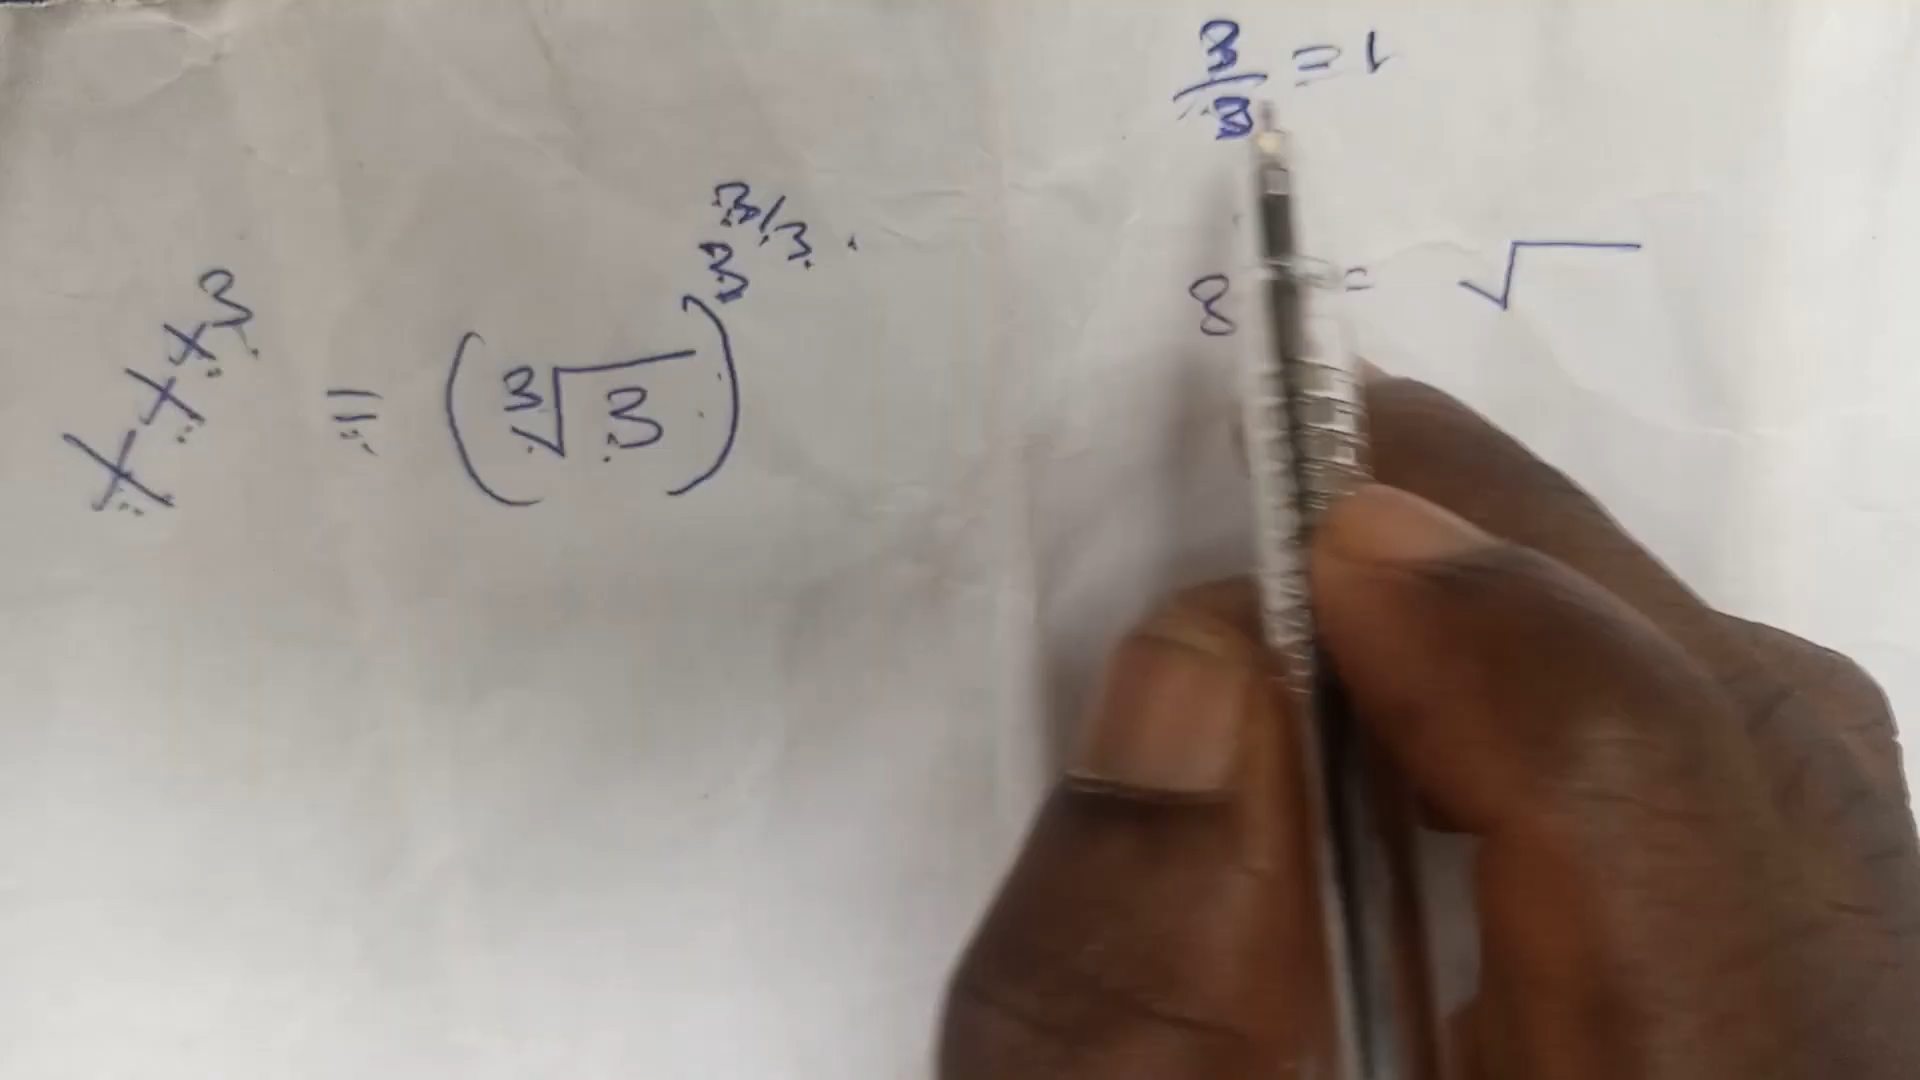 3/3 = 1
x^x^x^3 = (∛3)^3^3/3
8 = √